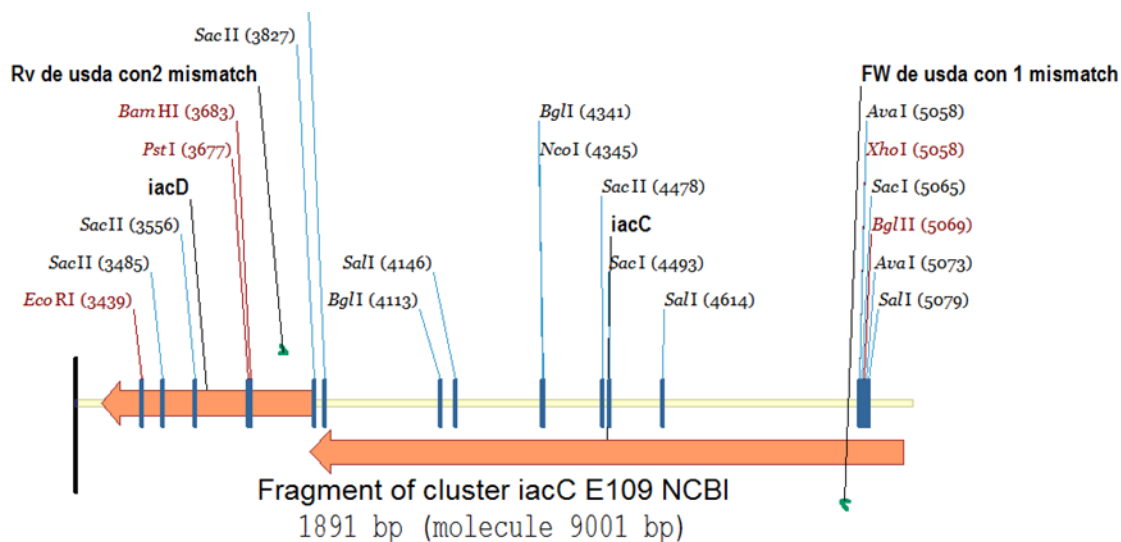 SacII (3827)
Rv de usda con2 mismatch
FW de usda con 1 mismatch
BamHI (3683)
BglI (4341)
AvaI (5058)
PstI (3677)
NcoI (4345)
XhoI (5058)
iacD
SacII (4478)
SacI (5065)
SacII (3556)
iacC
BglII (5069)
SacII (3485)
SalI (4146)
SacI (4493)
AvaI (5073)
EcoRI (3439)
BglI (4113)
SalI (4614)
SalI (5079)
Fragment of cluster iacC E109 NCBI
1891 bp (molecule 9001 bp)